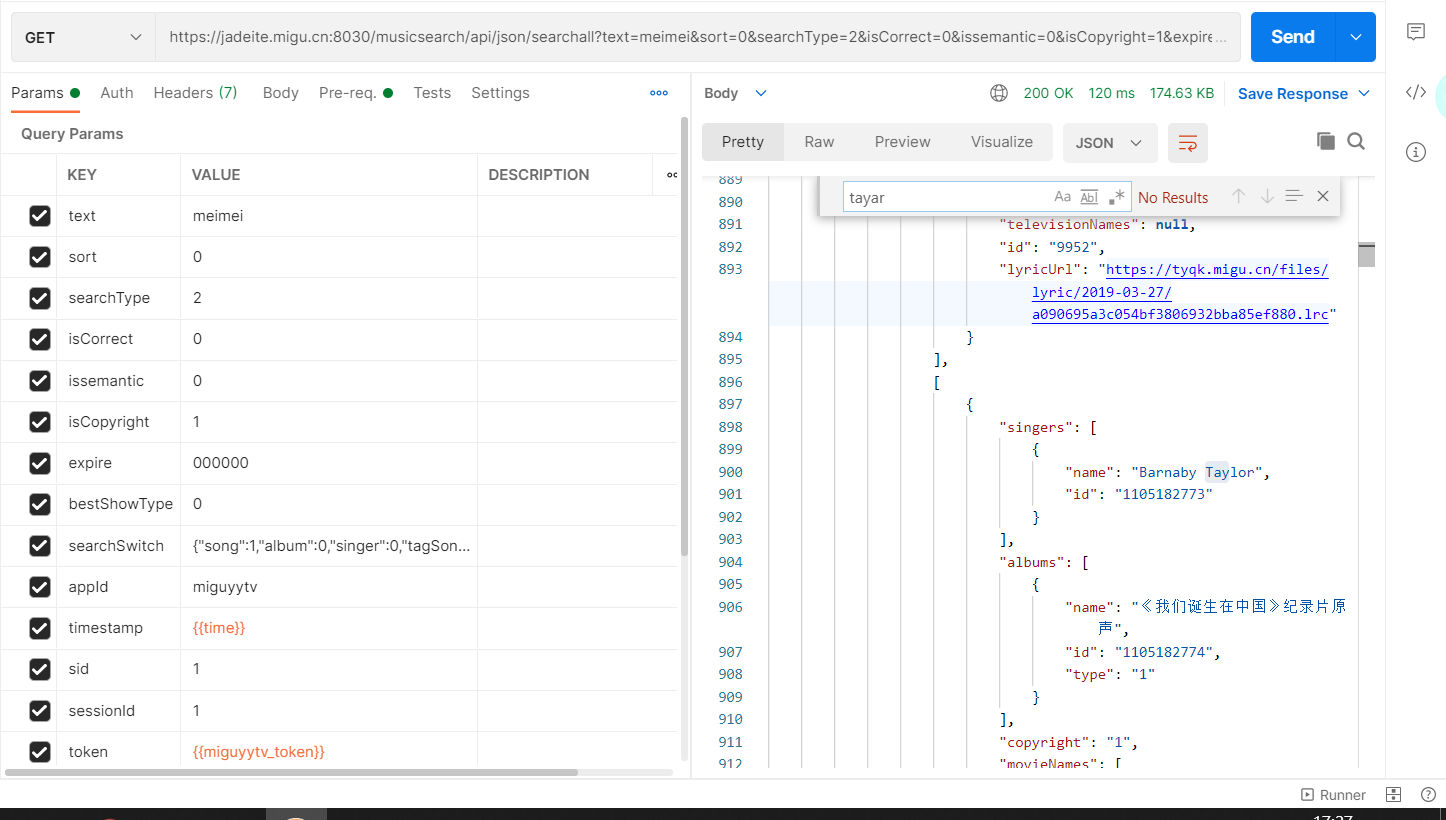 GET
https://jadeite.migu.cn:8030/musicsearch/api/json/searchall?text=meimei&sort=0&searchType=2&isCorrect=0&issemantic=0&isCopyright=1&expire...
Send
Params Auth Headers (7) Body Pre-req. Tests Settings
Query Params
KEY VALUE DESCRIPTION
text meimei
sort 0
searchType 2
isCorrect 0
issemantic 0
isCopyright 1
expire 000000
bestShowType 0
searchSwitch {"song":1,"album":0,"singer":0,"tagSon...
appId miguyytv
timestamp {{time}}
sid 1
sessionId 1
token {{miguyytv_token}}
Body 200 OK 120 ms 174.63 KB Save Response
Pretty Raw Preview Visualize JSON
tayar Aa Abl .* No Results
889
890
891 "televisionNames": null,
892 "id": "9952",
893 "lyricUrl": "https://tyqk.migu.cn/files/
lyric/2019-03-27/
a090695a3c054bf3806932bba85ef880.lrc"
894 }
895 ],
896 [
897 {
898 "singers": [
899 {
900 "name": "Barnaby Taylor",
901 "id": "1105182773"
902 }
903 ],
904 "albums": [
905 {
906 "name": "《我们诞生在中国》纪录片原
声",
907 "id": "1105182774",
908 "type": "1"
909 }
910 ],
911 "copyright": "1",
912 "movieNames": [
Runner
17:27